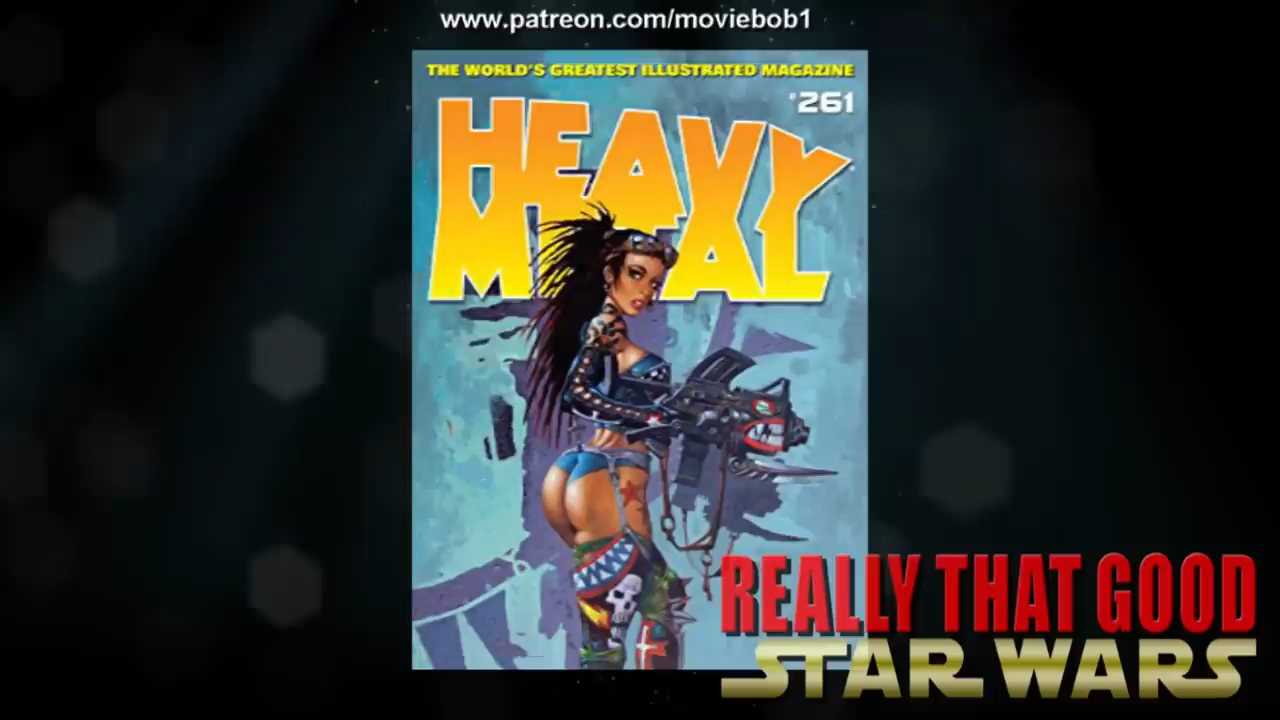 www.patreon.com/moviebob1
THE WORLD'S GREATEST ILLUSTRATED MAGAZINE
#261
HEAVY
METAL
REALLY THAT GOOD
STAR WARS